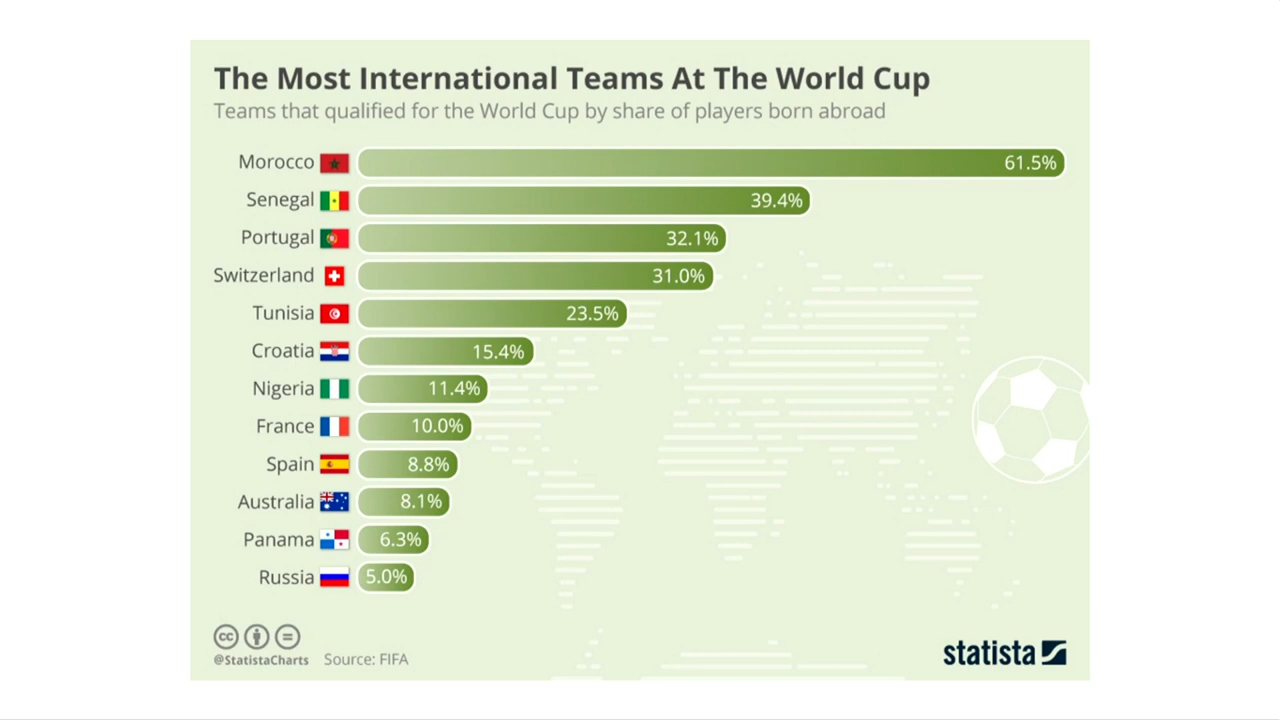 The Most International Teams At The World Cup
Teams that qualified for the World Cup by share of players born abroad
Morocco 61.5%
Senegal 39.4%
Portugal 32.1%
Switzerland 31.0%
Tunisia 23.5%
Croatia 15.4%
Nigeria 11.4%
France 10.0%
Spain 8.8%
Australia 8.1%
Panama 6.3%
Russia 5.0%
cc
@StatistaCharts Source: FIFA
statista